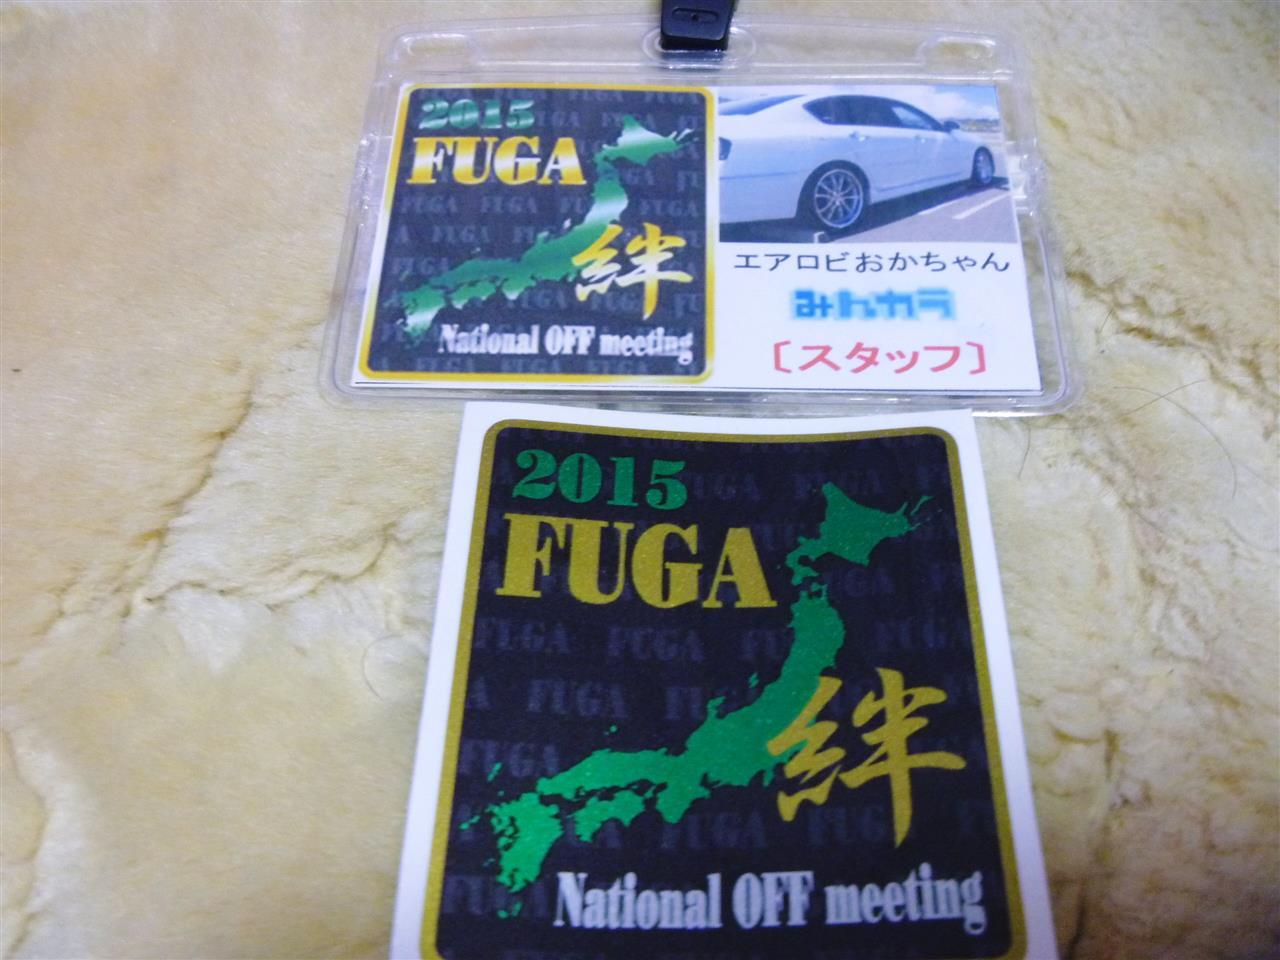 2015
FUGA
絆
National OFF meeting
エアロビおかちゃん
みんカラ
〔スタッフ〕
2015
FUGA
絆
National OFF meeting